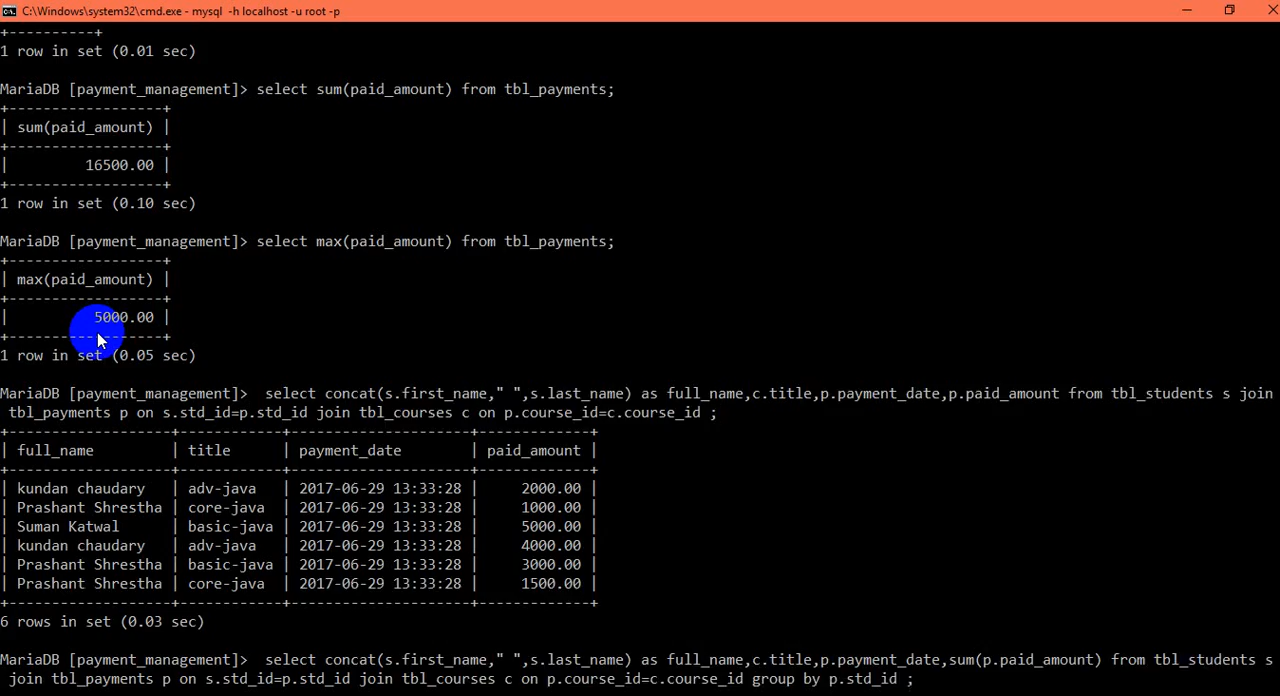 C:\Windows\system32\cmd.exe - mysql -h localhost -u root -p
+----------+
1 row in set (0.01 sec)
MariaDB [payment_management]> select sum(paid_amount) from tbl_payments;
+------------------+
| sum(paid_amount) |
+------------------+
|         16500.00 |
+------------------+
1 row in set (0.10 sec)
MariaDB [payment_management]> select max(paid_amount) from tbl_payments;
+------------------+
| max(paid_amount) |
+------------------+
|          5000.00 |
+------------------+
1 row in set (0.05 sec)
MariaDB [payment_management]>  select concat(s.first_name," ",s.last_name) as full_name,c.title,p.payment_date,p.paid_amount from tbl_students s join
 tbl_payments p on s.std_id=p.std_id join tbl_courses c on p.course_id=c.course_id ;
+------------------+------------+---------------------+-------------+
| full_name        | title      | payment_date        | paid_amount |
+------------------+------------+---------------------+-------------+
| kundan chaudary  | adv-java   | 2017-06-29 13:33:28 |     2000.00 |
| Prashant Shrestha | core-java  | 2017-06-29 13:33:28 |     1000.00 |
| Suman Katwal     | basic-java | 2017-06-29 13:33:28 |     5000.00 |
| kundan chaudary  | adv-java   | 2017-06-29 13:33:28 |     4000.00 |
| Prashant Shrestha | basic-java | 2017-06-29 13:33:28 |     3000.00 |
| Prashant Shrestha | core-java  | 2017-06-29 13:33:28 |     1500.00 |
+------------------+------------+---------------------+-------------+
6 rows in set (0.03 sec)
MariaDB [payment_management]>  select concat(s.first_name," ",s.last_name) as full_name,c.title,p.payment_date,sum(p.paid_amount) from tbl_students s
 join tbl_payments p on s.std_id=p.std_id join tbl_courses c on p.course_id=c.course_id group by p.std_id ;